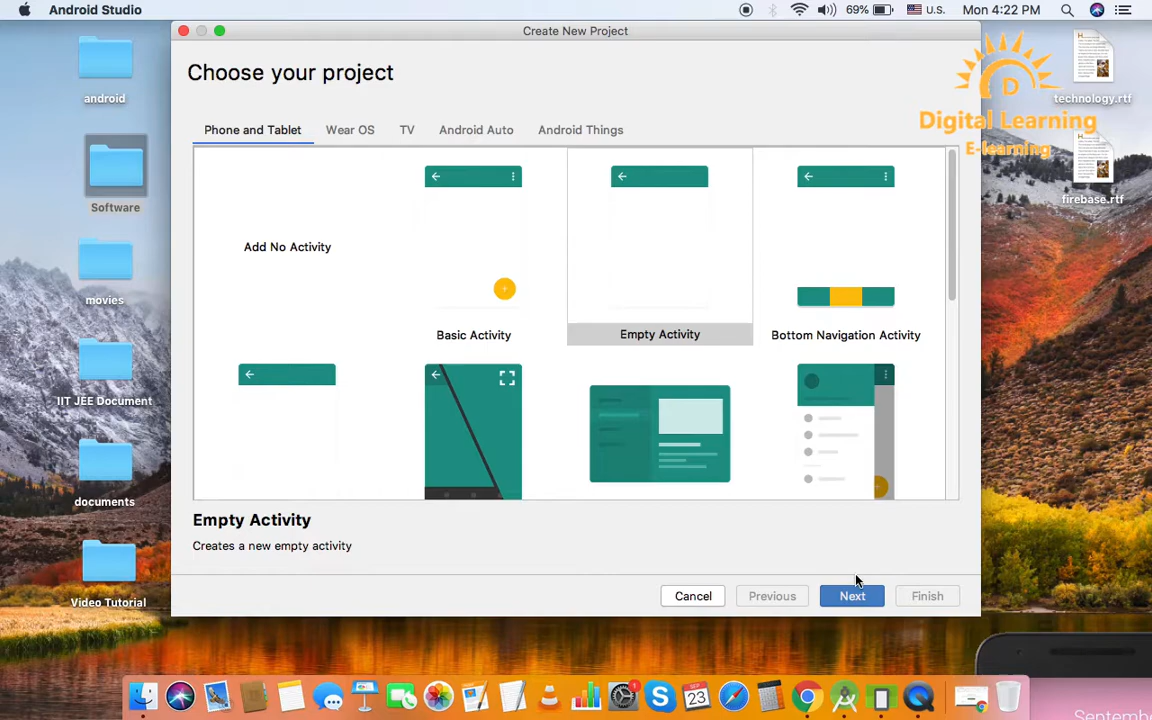 Android Studio
69%
U.S.
Mon 4:22 PM
Create New Project
Choose your project
Phone and Tablet
Wear OS
TV
Android Auto
Android Things
Add No Activity
Basic Activity
Empty Activity
Bottom Navigation Activity
Empty Activity
Creates a new empty activity
Cancel
Previous
Next
Finish
android
Software
movies
IIT JEE Document
documents
Video Tutorial
D
Digital Learning
E-learning
technology.rtf
firebase.rtf
SEP
23
1